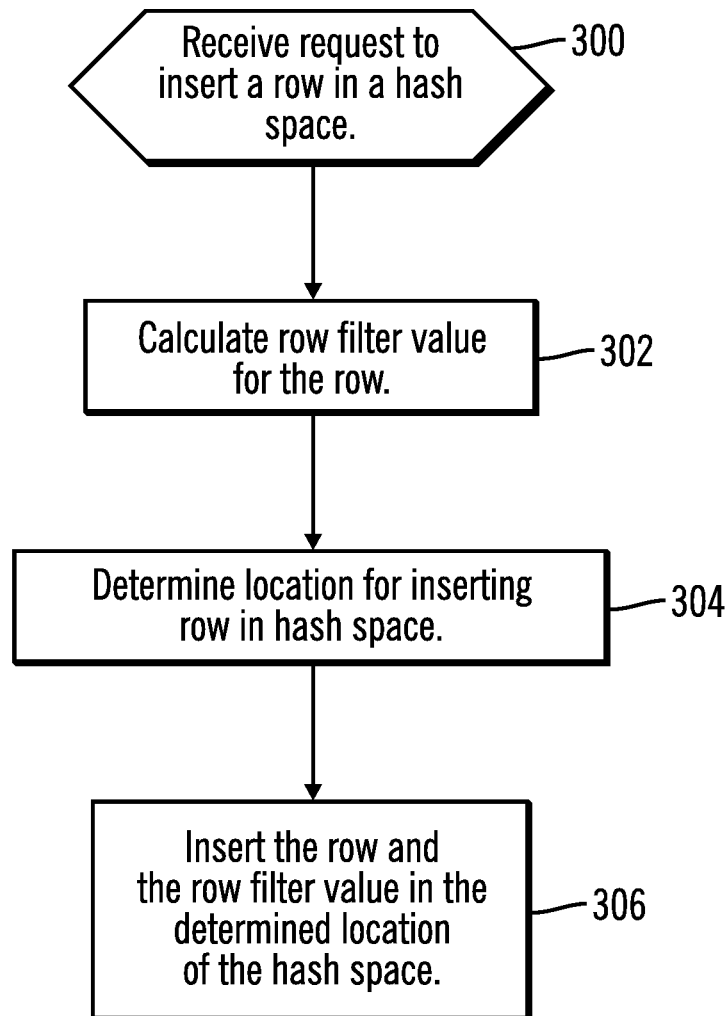 Receive request to
insert a row in a hash
space.
300
Calculate row filter value
for the row.
302
Determine location for inserting
row in hash space.
304
Insert the row and
the row filter value in the
determined location
of the hash space.
306